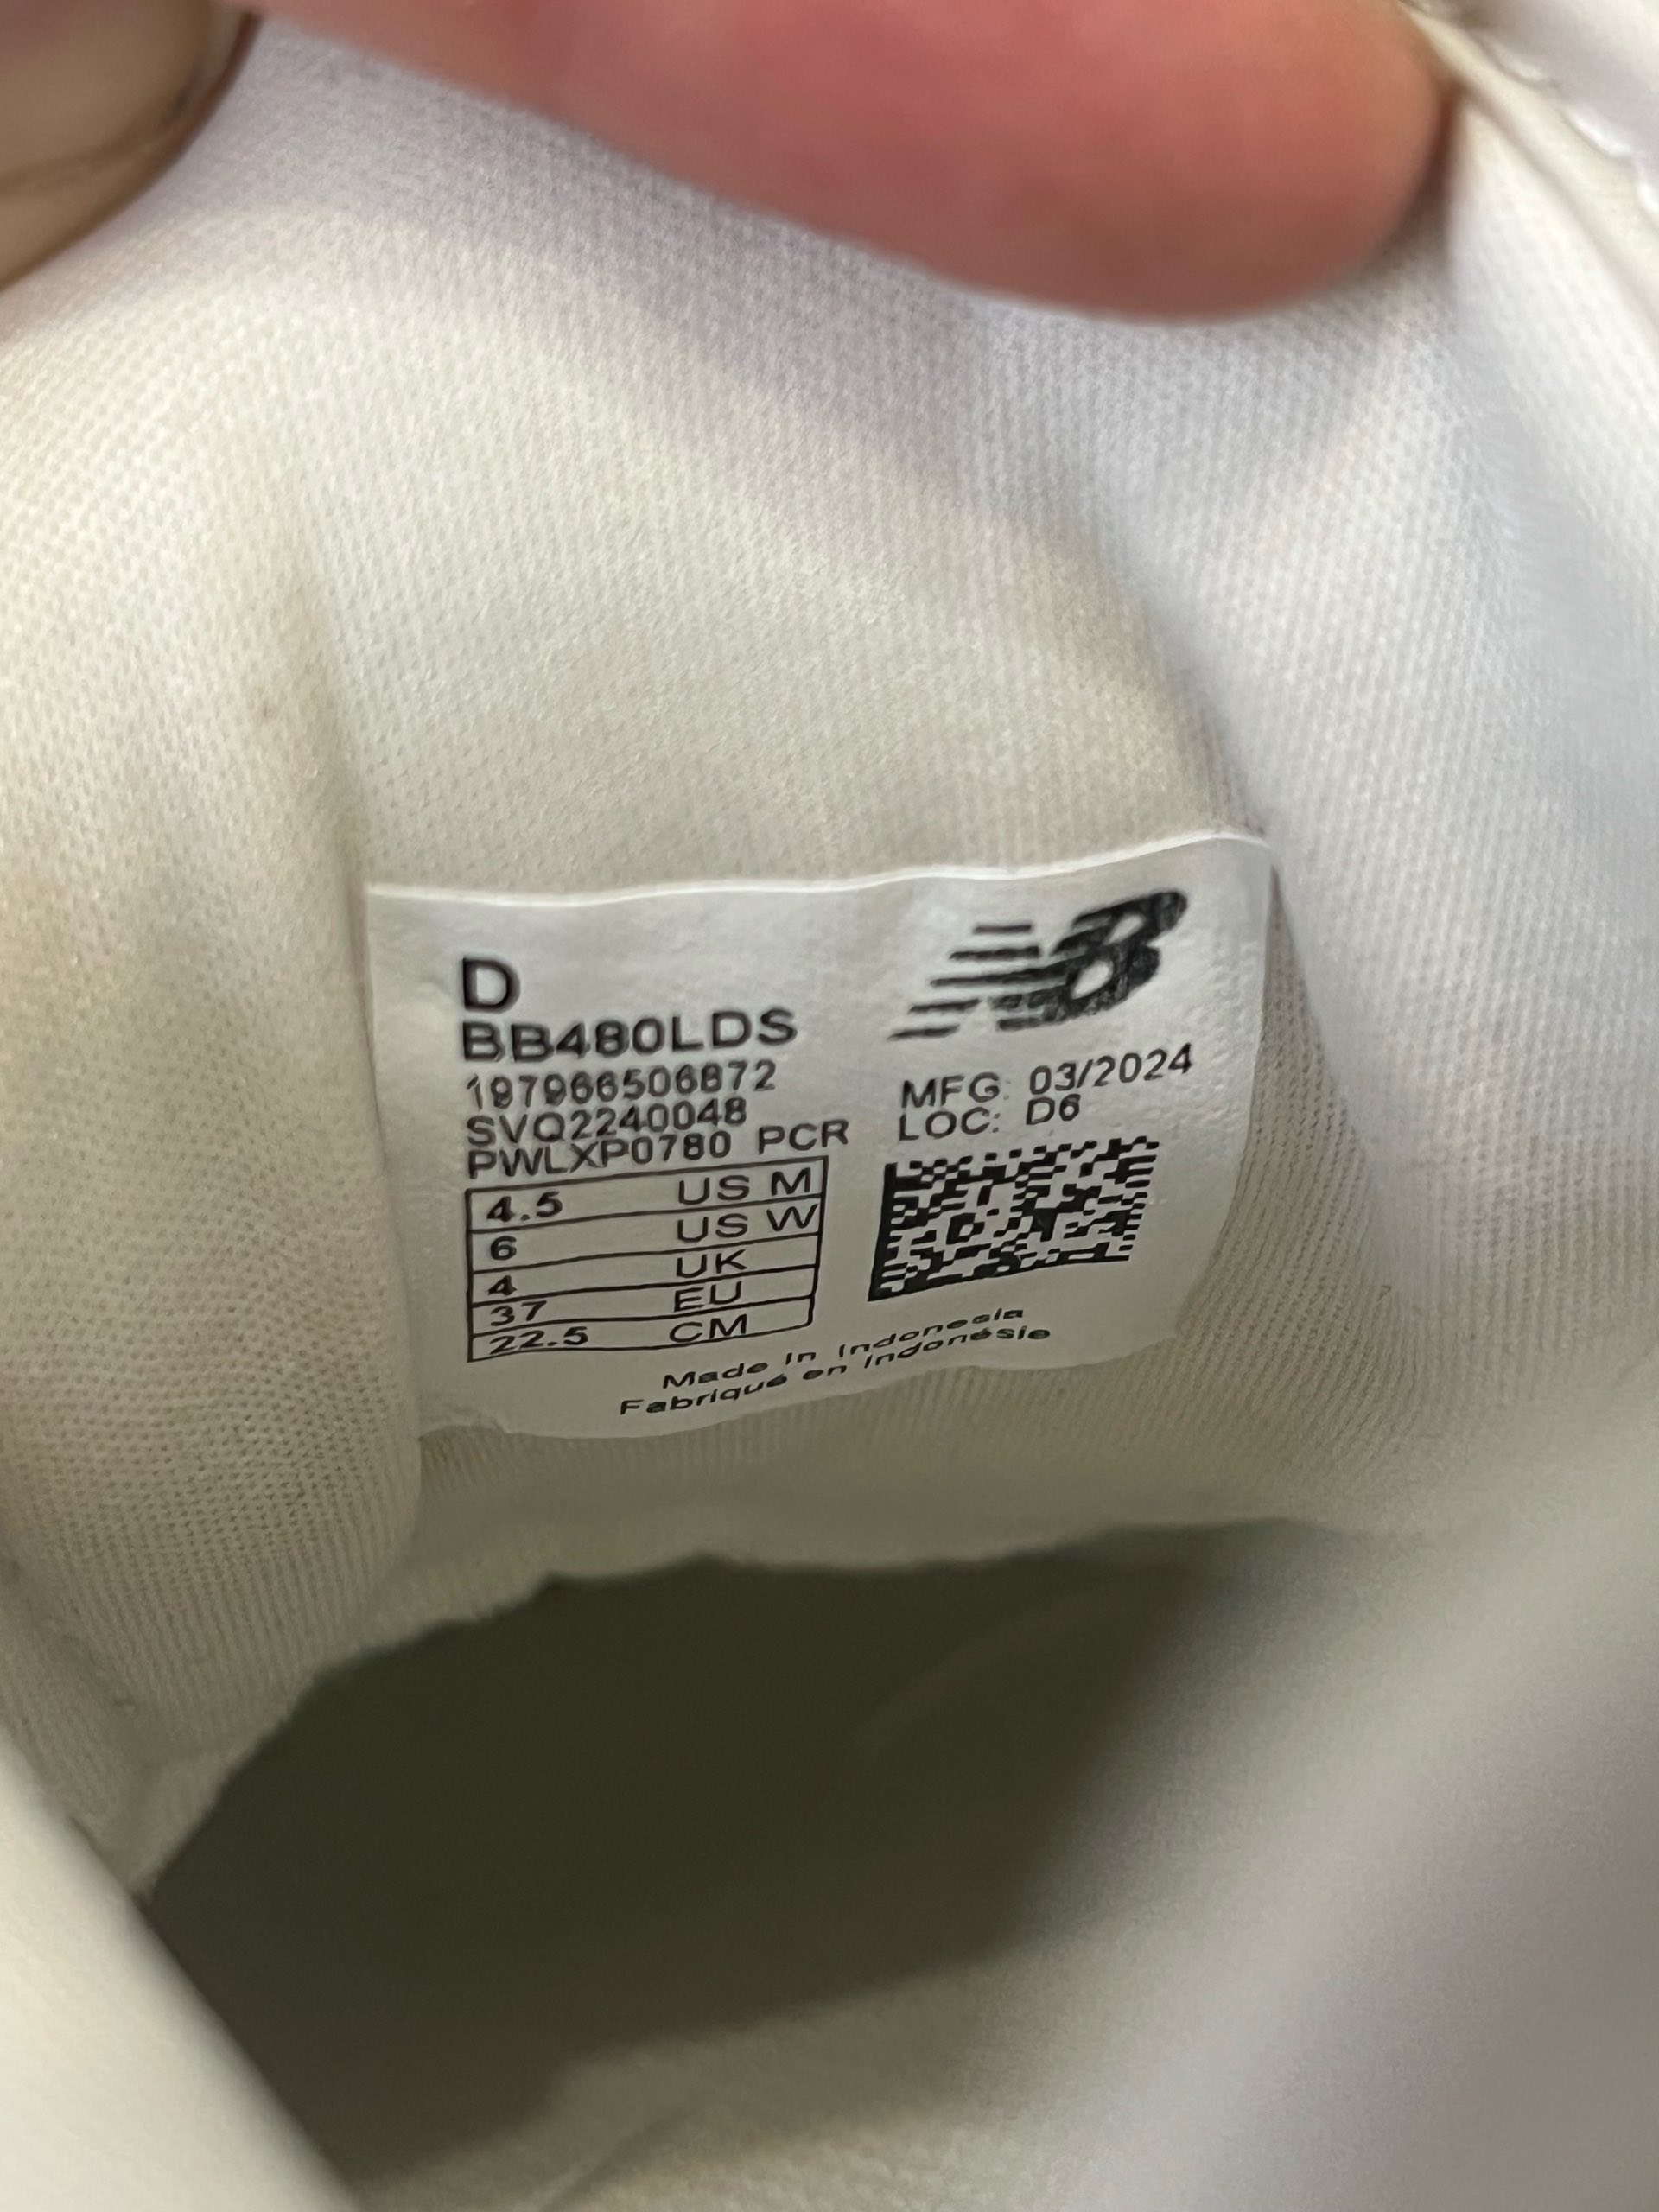 D
BB480LDS
197966506872
SVQ2240048
PWLXP0780 PCR
4.5 US M
6 US W
4 UK
37 EU
22.5 CM
NB
MFG: 03/2024
LOC: D6
Made in Indonesia
Fabriqué en Indonésie